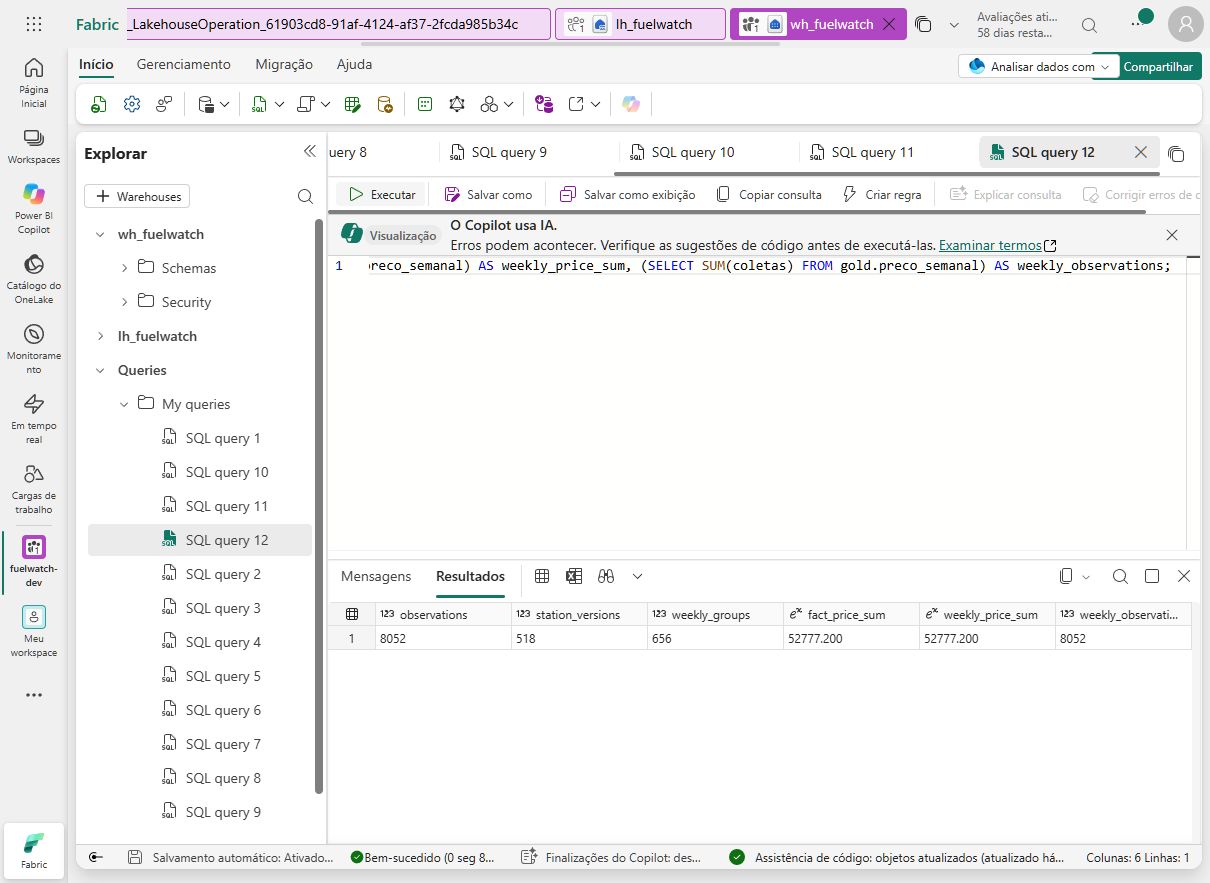 Fabric
_LakehouseOperation_61903cd8-91af-4124-af37-2fcda985b34c
lh_fuelwatch
wh_fuelwatch
Avaliações ati...
58 dias resta...
Página
Inicial
Workspaces
Power BI
Copilot
Catálogo do
OneLake
Monitorame
nto
Em tempo
real
Cargas de
trabalho
fuelwatch-
dev
Meu
workspace
Fabric
Início
Gerenciamento
Migração
Ajuda
Analisar dados com
Compartilhar
Explorar
Warehouses
wh_fuelwatch
Schemas
Security
lh_fuelwatch
Queries
My queries
SQL query 1
SQL query 10
SQL query 11
SQL query 12
SQL query 2
SQL query 3
SQL query 4
SQL query 5
SQL query 6
SQL query 7
SQL query 8
SQL query 9
uery 8
SQL query 9
SQL query 10
SQL query 11
SQL query 12
Executar
Salvar como
Salvar como exibição
Copiar consulta
Criar regra
Explicar consulta
Corrigir erros de c
Visualização
O Copilot usa IA.
Erros podem acontecer. Verifique as sugestões de código antes de executá-las. Examinar termos
1 preco_semanal) AS weekly_price_sum, (SELECT SUM(coletas) FROM gold.preco_semanal) AS weekly_observations;
Mensagens
Resultados
123 observations 123 station_versions 123 weekly_groups eˣ fact_price_sum eˣ weekly_price_sum 123 weekly_observati...
1 8052 518 656 52777.200 52777.200 8052
Salvamento automático: Ativado...
Bem-sucedido (0 seg 8...
Finalizações do Copilot: des...
Assistência de código: objetos atualizados (atualizado há...
Colunas: 6 Linhas: 1